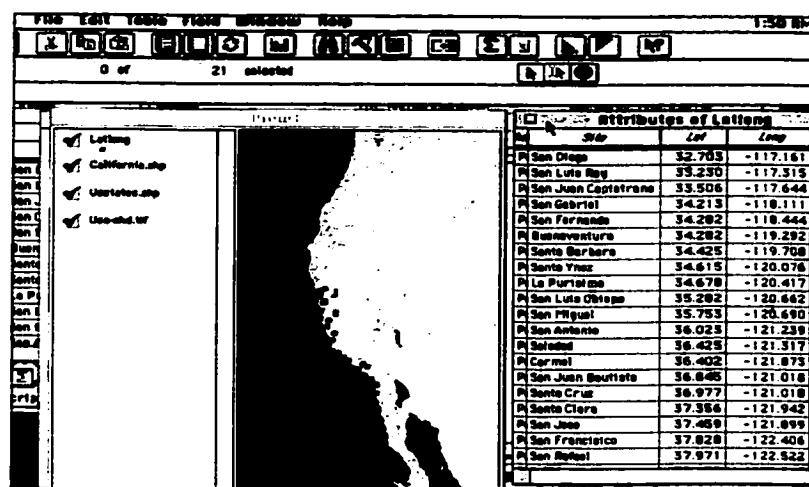 File Edit Table Field Window Help 1:50
0 of 21 selected
View1 Attributes of Latlong
Latlong
California.shp
Usstates.shp
Usa-shd.tif
Site Lat Long
San Diego 32.703 -117.161
San Luis Rey 33.230 -117.315
San Juan Capistrano 33.506 -117.644
San Gabriel 34.213 -118.111
San Fernando 34.282 -118.444
Buenaventura 34.282 -119.292
Santa Barbara 34.425 -119.708
Santa Ynez 34.615 -120.076
La Purisima 34.678 -120.417
San Luis Obispo 35.282 -120.662
San Miguel 35.753 -120.690
San Antonio 36.023 -121.239
Soledad 36.425 -121.317
Carmel 36.402 -121.873
San Juan Bautista 36.845 -121.018
Santa Cruz 36.977 -121.018
Santa Clara 37.356 -121.942
San Jose 37.459 -121.899
San Francisco 37.828 -122.406
San Rafael 37.971 -122.522